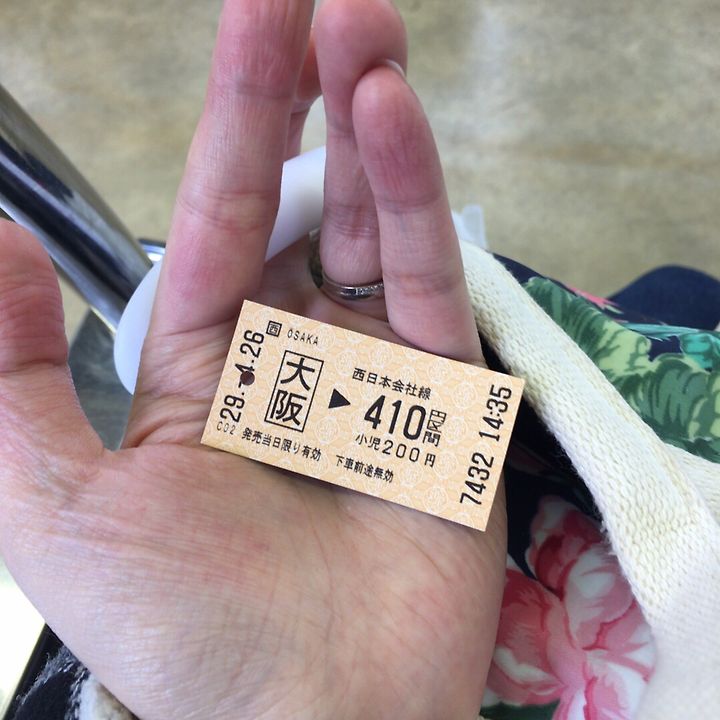 西 OSAKA
大阪 ▶ 西日本会社線
410円区間
小児200円
C02 発売当日限り有効 下車前途無効
29.-4.26
7432 14:35